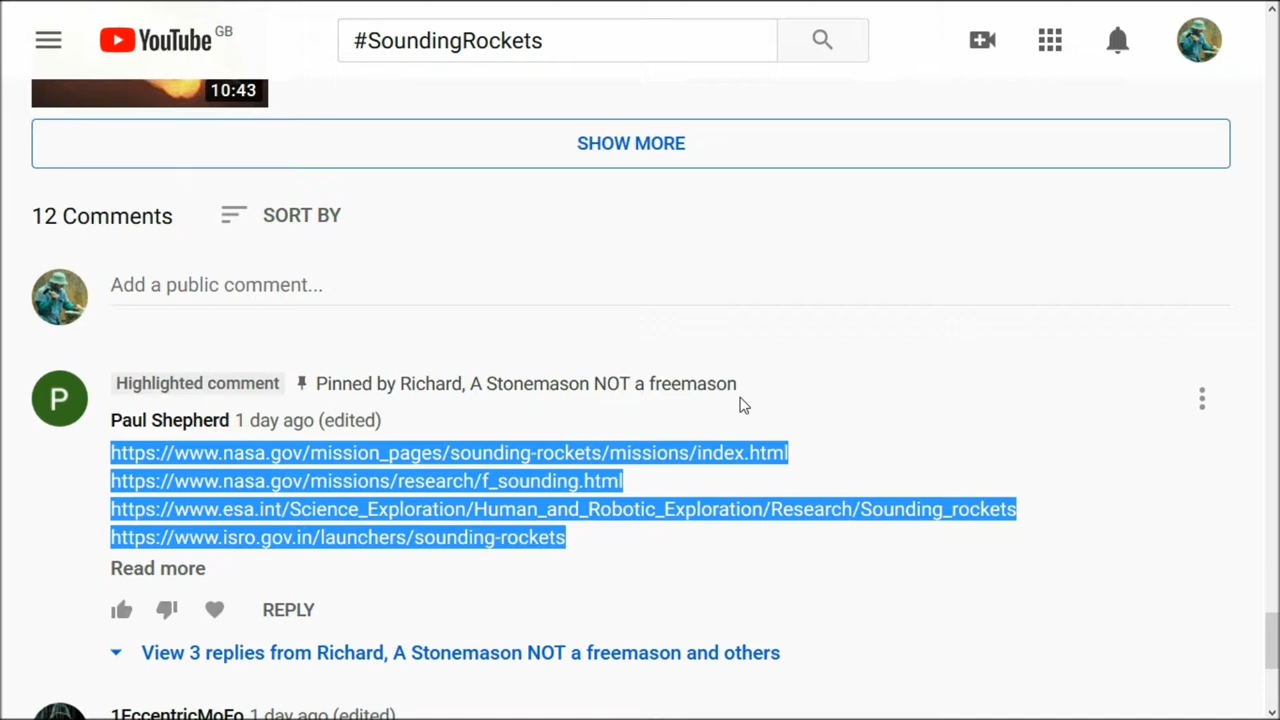 YouTube GB
#SoundingRockets
10:43
SHOW MORE
12 Comments SORT BY
Add a public comment...
P
Highlighted comment Pinned by Richard, A Stonemason NOT a freemason
Paul Shepherd 1 day ago (edited)
https://www.nasa.gov/mission_pages/sounding-rockets/missions/index.html
https://www.nasa.gov/missions/research/f_sounding.html
https://www.esa.int/Science_Exploration/Human_and_Robotic_Exploration/Research/Sounding_rockets
https://www.isro.gov.in/launchers/sounding-rockets
Read more
REPLY
View 3 replies from Richard, A Stonemason NOT a freemason and others
1EccentricMoFo 1 day ago (edited)